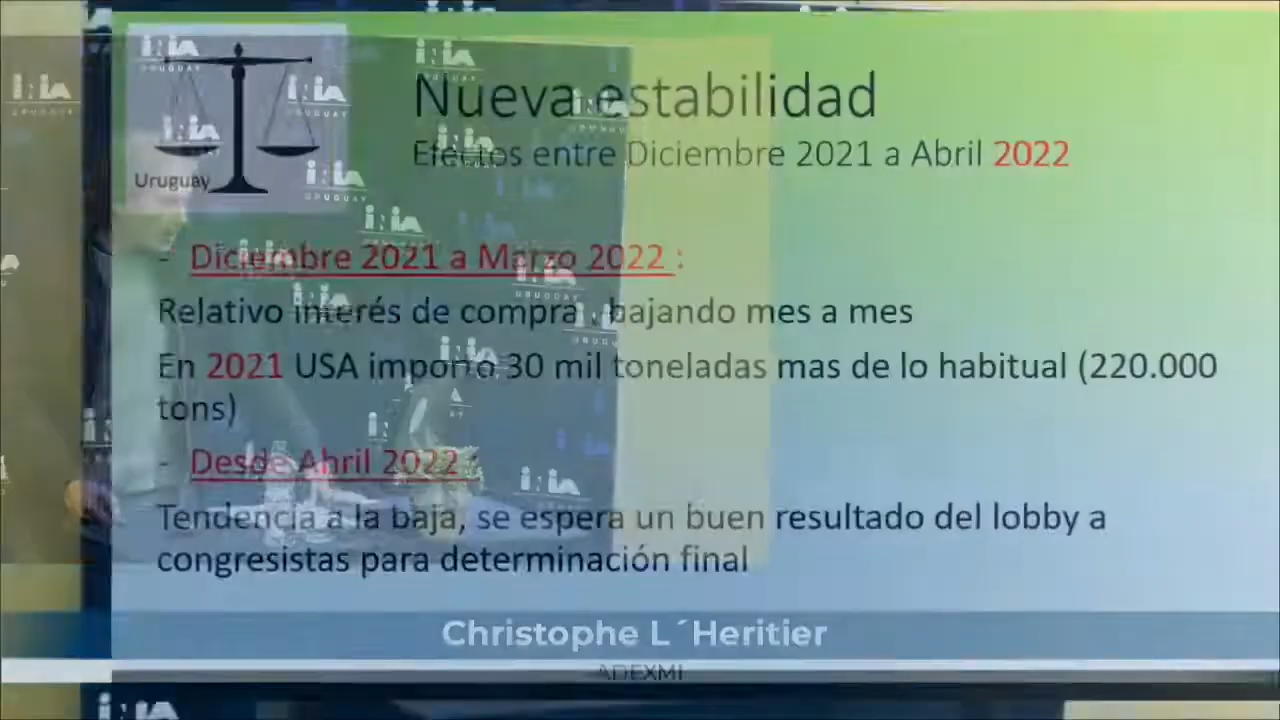 Nueva estabilidad
Efectos entre Diciembre 2021 a Abril 2022
Uruguay
- Diciembre 2021 a Marzo 2022 :
Relativo interés de compra , bajando mes a mes
En 2021 USA importo 30 mil toneladas mas de lo habitual (220.000
tons)
- Desde Abril 2022 :
Tendencia a la baja, se espera un buen resultado del lobby a
congresistas para determinación final
Christophe L´Heritier
ADEXMI
inia
URUGUAY